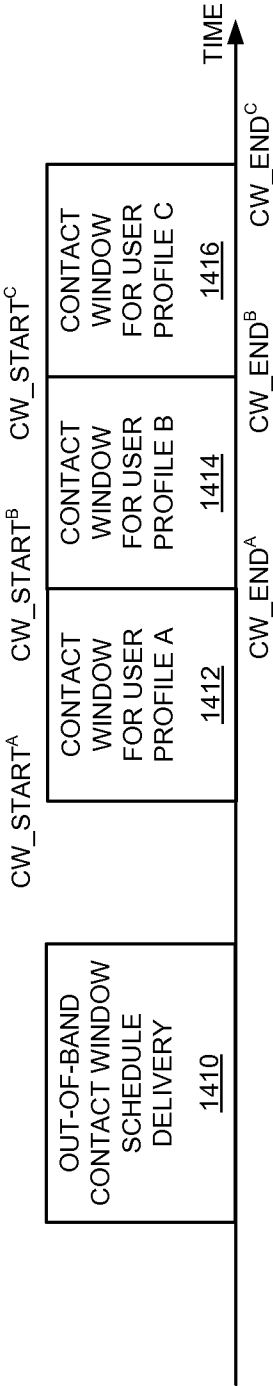 CW_START^A
CW_START^B
CW_START^C
OUT-OF-BAND
CONTACT WINDOW
SCHEDULE
DELIVERY
1410
CONTACT
WINDOW
FOR USER
PROFILE A
1412
CONTACT
WINDOW
FOR USER
PROFILE B
1414
CONTACT
WINDOW
FOR USER
PROFILE C
1416
TIME
CW_END^A
CW_END^B
CW_END^C